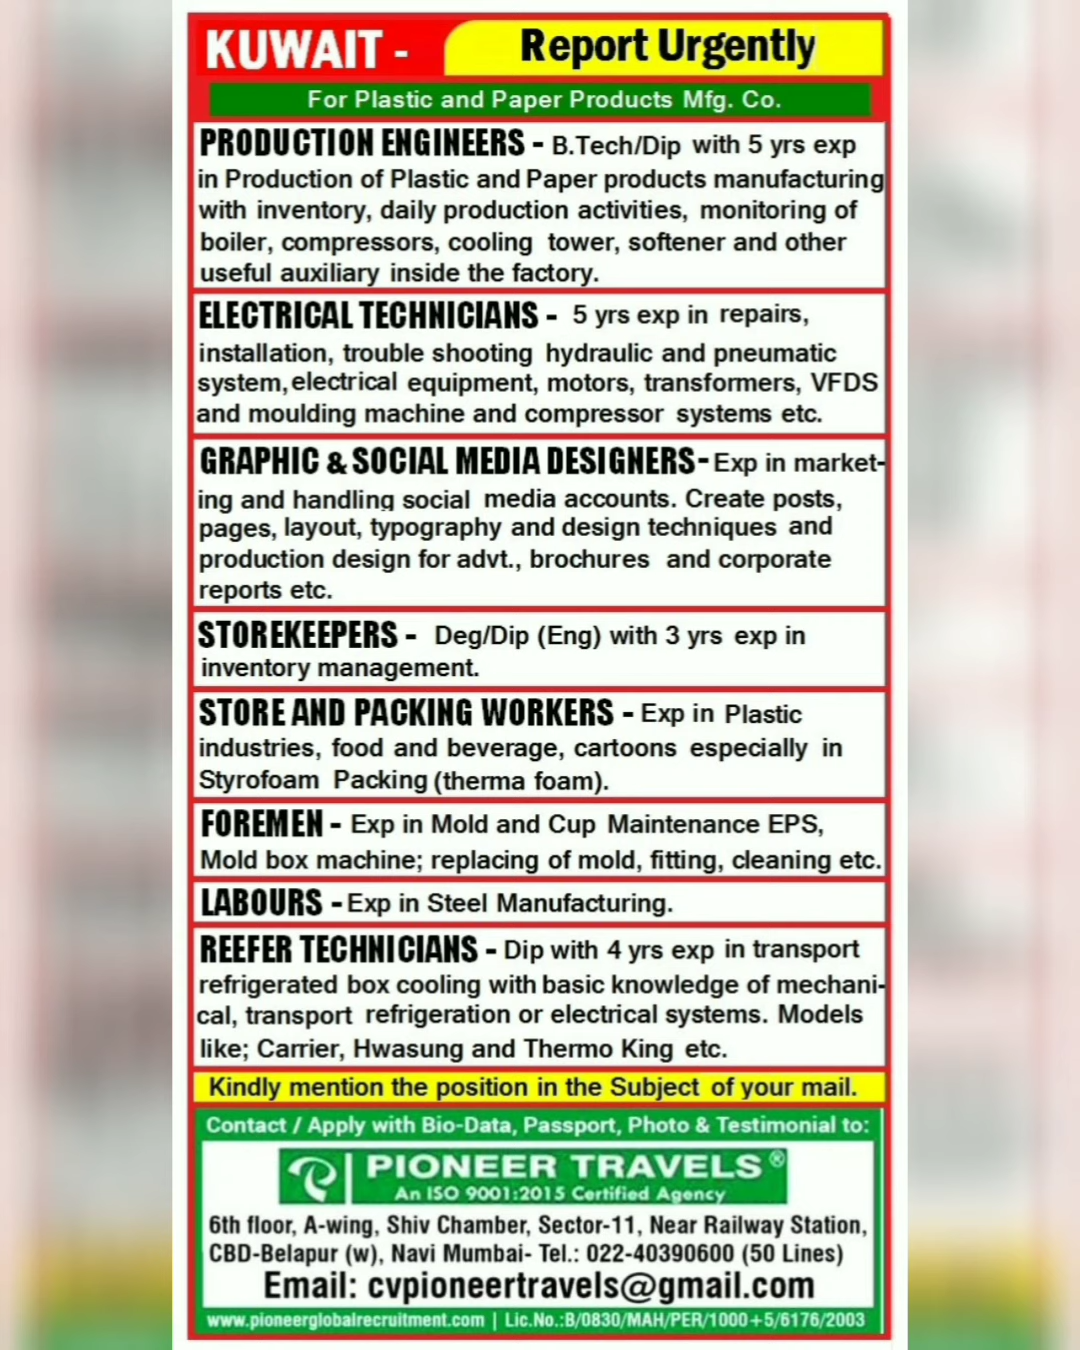 KUWAIT - Report Urgently
For Plastic and Paper Products Mfg. Co.
PRODUCTION ENGINEERS - B.Tech/Dip with 5 yrs exp
in Production of Plastic and Paper products manufacturing
with inventory, daily production activities, monitoring of
boiler, compressors, cooling tower, softener and other
useful auxiliary inside the factory.
ELECTRICAL TECHNICIANS - 5 yrs exp in repairs,
installation, trouble shooting hydraulic and pneumatic
system, electrical equipment, motors, transformers, VFDS
and moulding machine and compressor systems etc.
GRAPHIC & SOCIAL MEDIA DESIGNERS- Exp in market-
ing and handling social media accounts. Create posts,
pages, layout, typography and design techniques and
production design for advt., brochures and corporate
reports etc.
STOREKEEPERS - Deg/Dip (Eng) with 3 yrs exp in
inventory management.
STORE AND PACKING WORKERS - Exp in Plastic
industries, food and beverage, cartoons especially in
Styrofoam Packing (therma foam).
FOREMEN - Exp in Mold and Cup Maintenance EPS,
Mold box machine; replacing of mold, fitting, cleaning etc.
LABOURS - Exp in Steel Manufacturing.
REEFER TECHNICIANS - Dip with 4 yrs exp in transport
refrigerated box cooling with basic knowledge of mechani-
cal, transport refrigeration or electrical systems. Models
like; Carrier, Hwasung and Thermo King etc.
Kindly mention the position in the Subject of your mail.
Contact / Apply with Bio-Data, Passport, Photo & Testimonial to:
PIONEER TRAVELS ®
An ISO 9001:2015 Certified Agency
6th floor, A-wing, Shiv Chamber, Sector-11, Near Railway Station,
CBD-Belapur (w), Navi Mumbai- Tel.: 022-40390600 (50 Lines)
Email: cvpioneertravels@gmail.com
www.pioneerglobalrecruitment.com | Lic.No.:B/0830/MAH/PER/1000+5/6176/2003